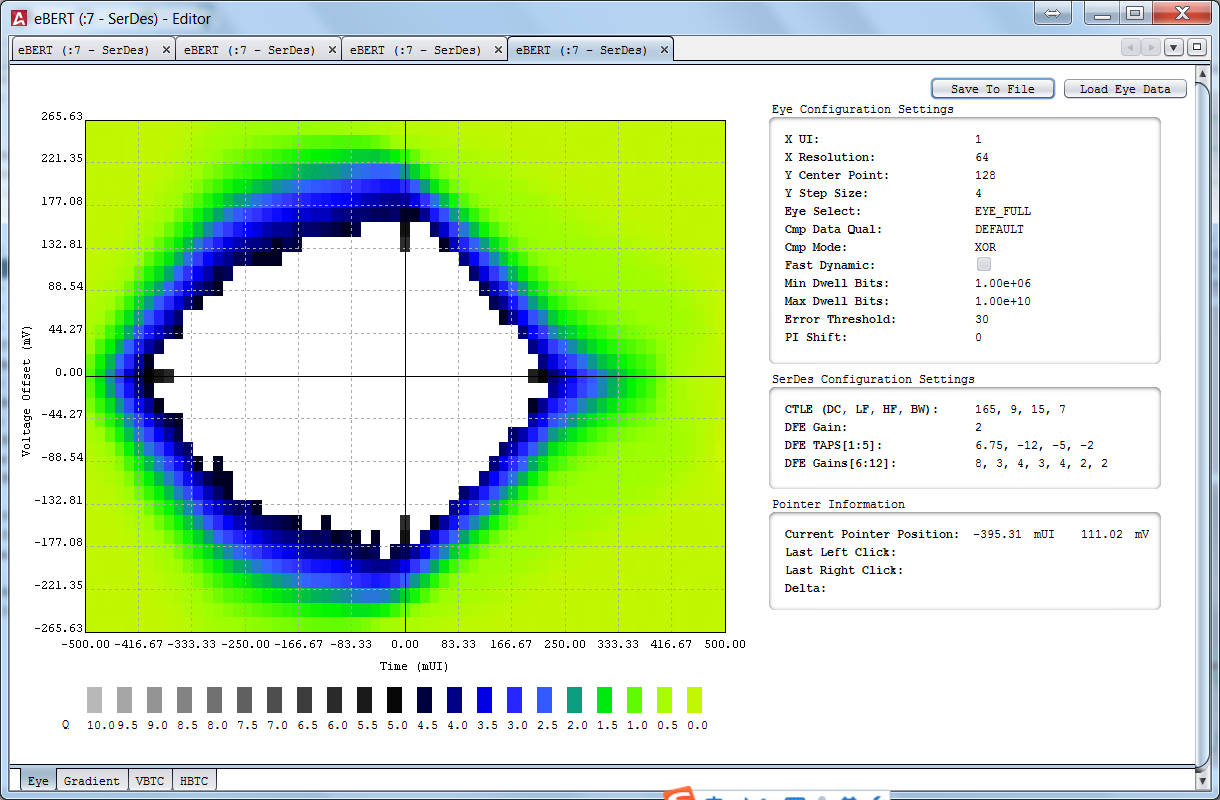 eBERT (:7 - SerDes) - Editor
eBERT (:7 - SerDes) eBERT (:7 - SerDes) eBERT (:7 - SerDes) eBERT (:7 - SerDes)
Save To File Load Eye Data
Eye Configuration Settings
X UI: 1
X Resolution: 64
Y Center Point: 128
Y Step Size: 4
Eye Select: EYE_FULL
Cmp Data Qual: DEFAULT
Cmp Mode: XOR
Fast Dynamic:
Min Dwell Bits: 1.00e+06
Max Dwell Bits: 1.00e+10
Error Threshold: 30
PI Shift: 0
SerDes Configuration Settings
CTLE (DC, LF, HF, BW): 165, 9, 15, 7
DFE Gain: 2
DFE TAPS[1:5]: 6.75, -12, -5, -2
DFE Gains[6:12]: 8, 3, 4, 3, 4, 2, 2
Pointer Information
Current Pointer Position: -395.31 mUI 111.02 mV
Last Left Click:
Last Right Click:
Delta:
265.63
221.35
177.08
132.81
88.54
44.27
0.00
-44.27
-88.54
-132.81
-177.08
-221.35
-265.63
Voltage Offset (mV)
-500.00 -416.67 -333.33 -250.00 -166.67 -83.33 0.00 83.33 166.67 250.00 333.33 416.67 500.00
Time (mUI)
Q 10.0 9.5 9.0 8.5 8.0 7.5 7.0 6.5 6.0 5.5 5.0 4.5 4.0 3.5 3.0 2.5 2.0 1.5 1.0 0.5 0.0
Eye Gradient VBTC HBTC